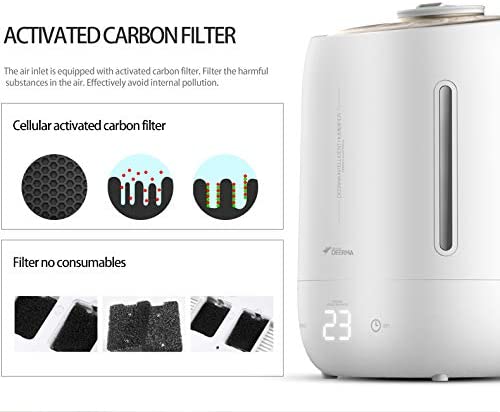 ACTIVATED CARBON FILTER
The air inlet is equipped with activated carbon filter. Filter the harmful
substances in the air. Effectively avoid internal pollution.
Cellular activated carbon filter
Filter no consumables
DEERMA
23